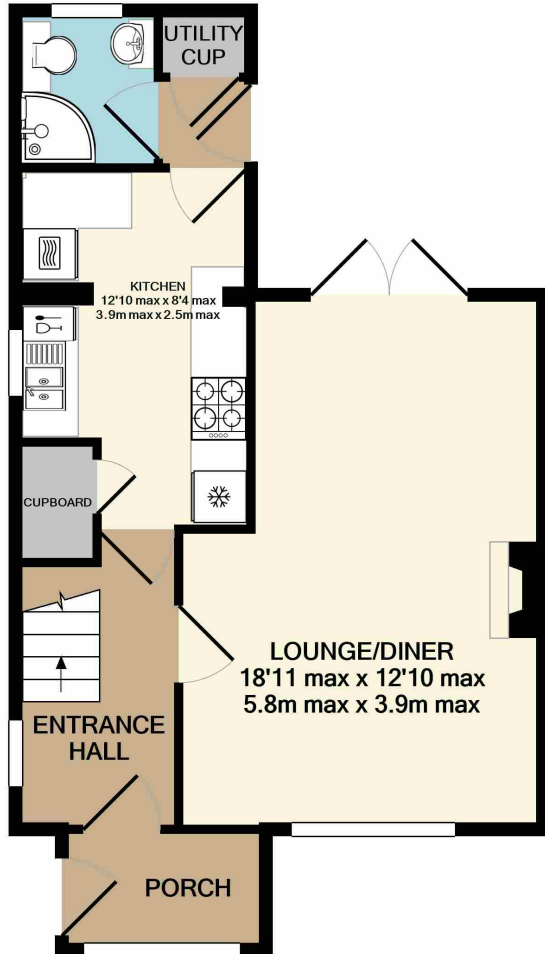 UTILITY
CUP
KITCHEN
12'10 max x 8'4 max
3.9m max x 2.5m max
CUPBOARD
LOUNGE/DINER
18'11 max x 12'10 max
5.8m max x 3.9m max
ENTRANCE
HALL
PORCH